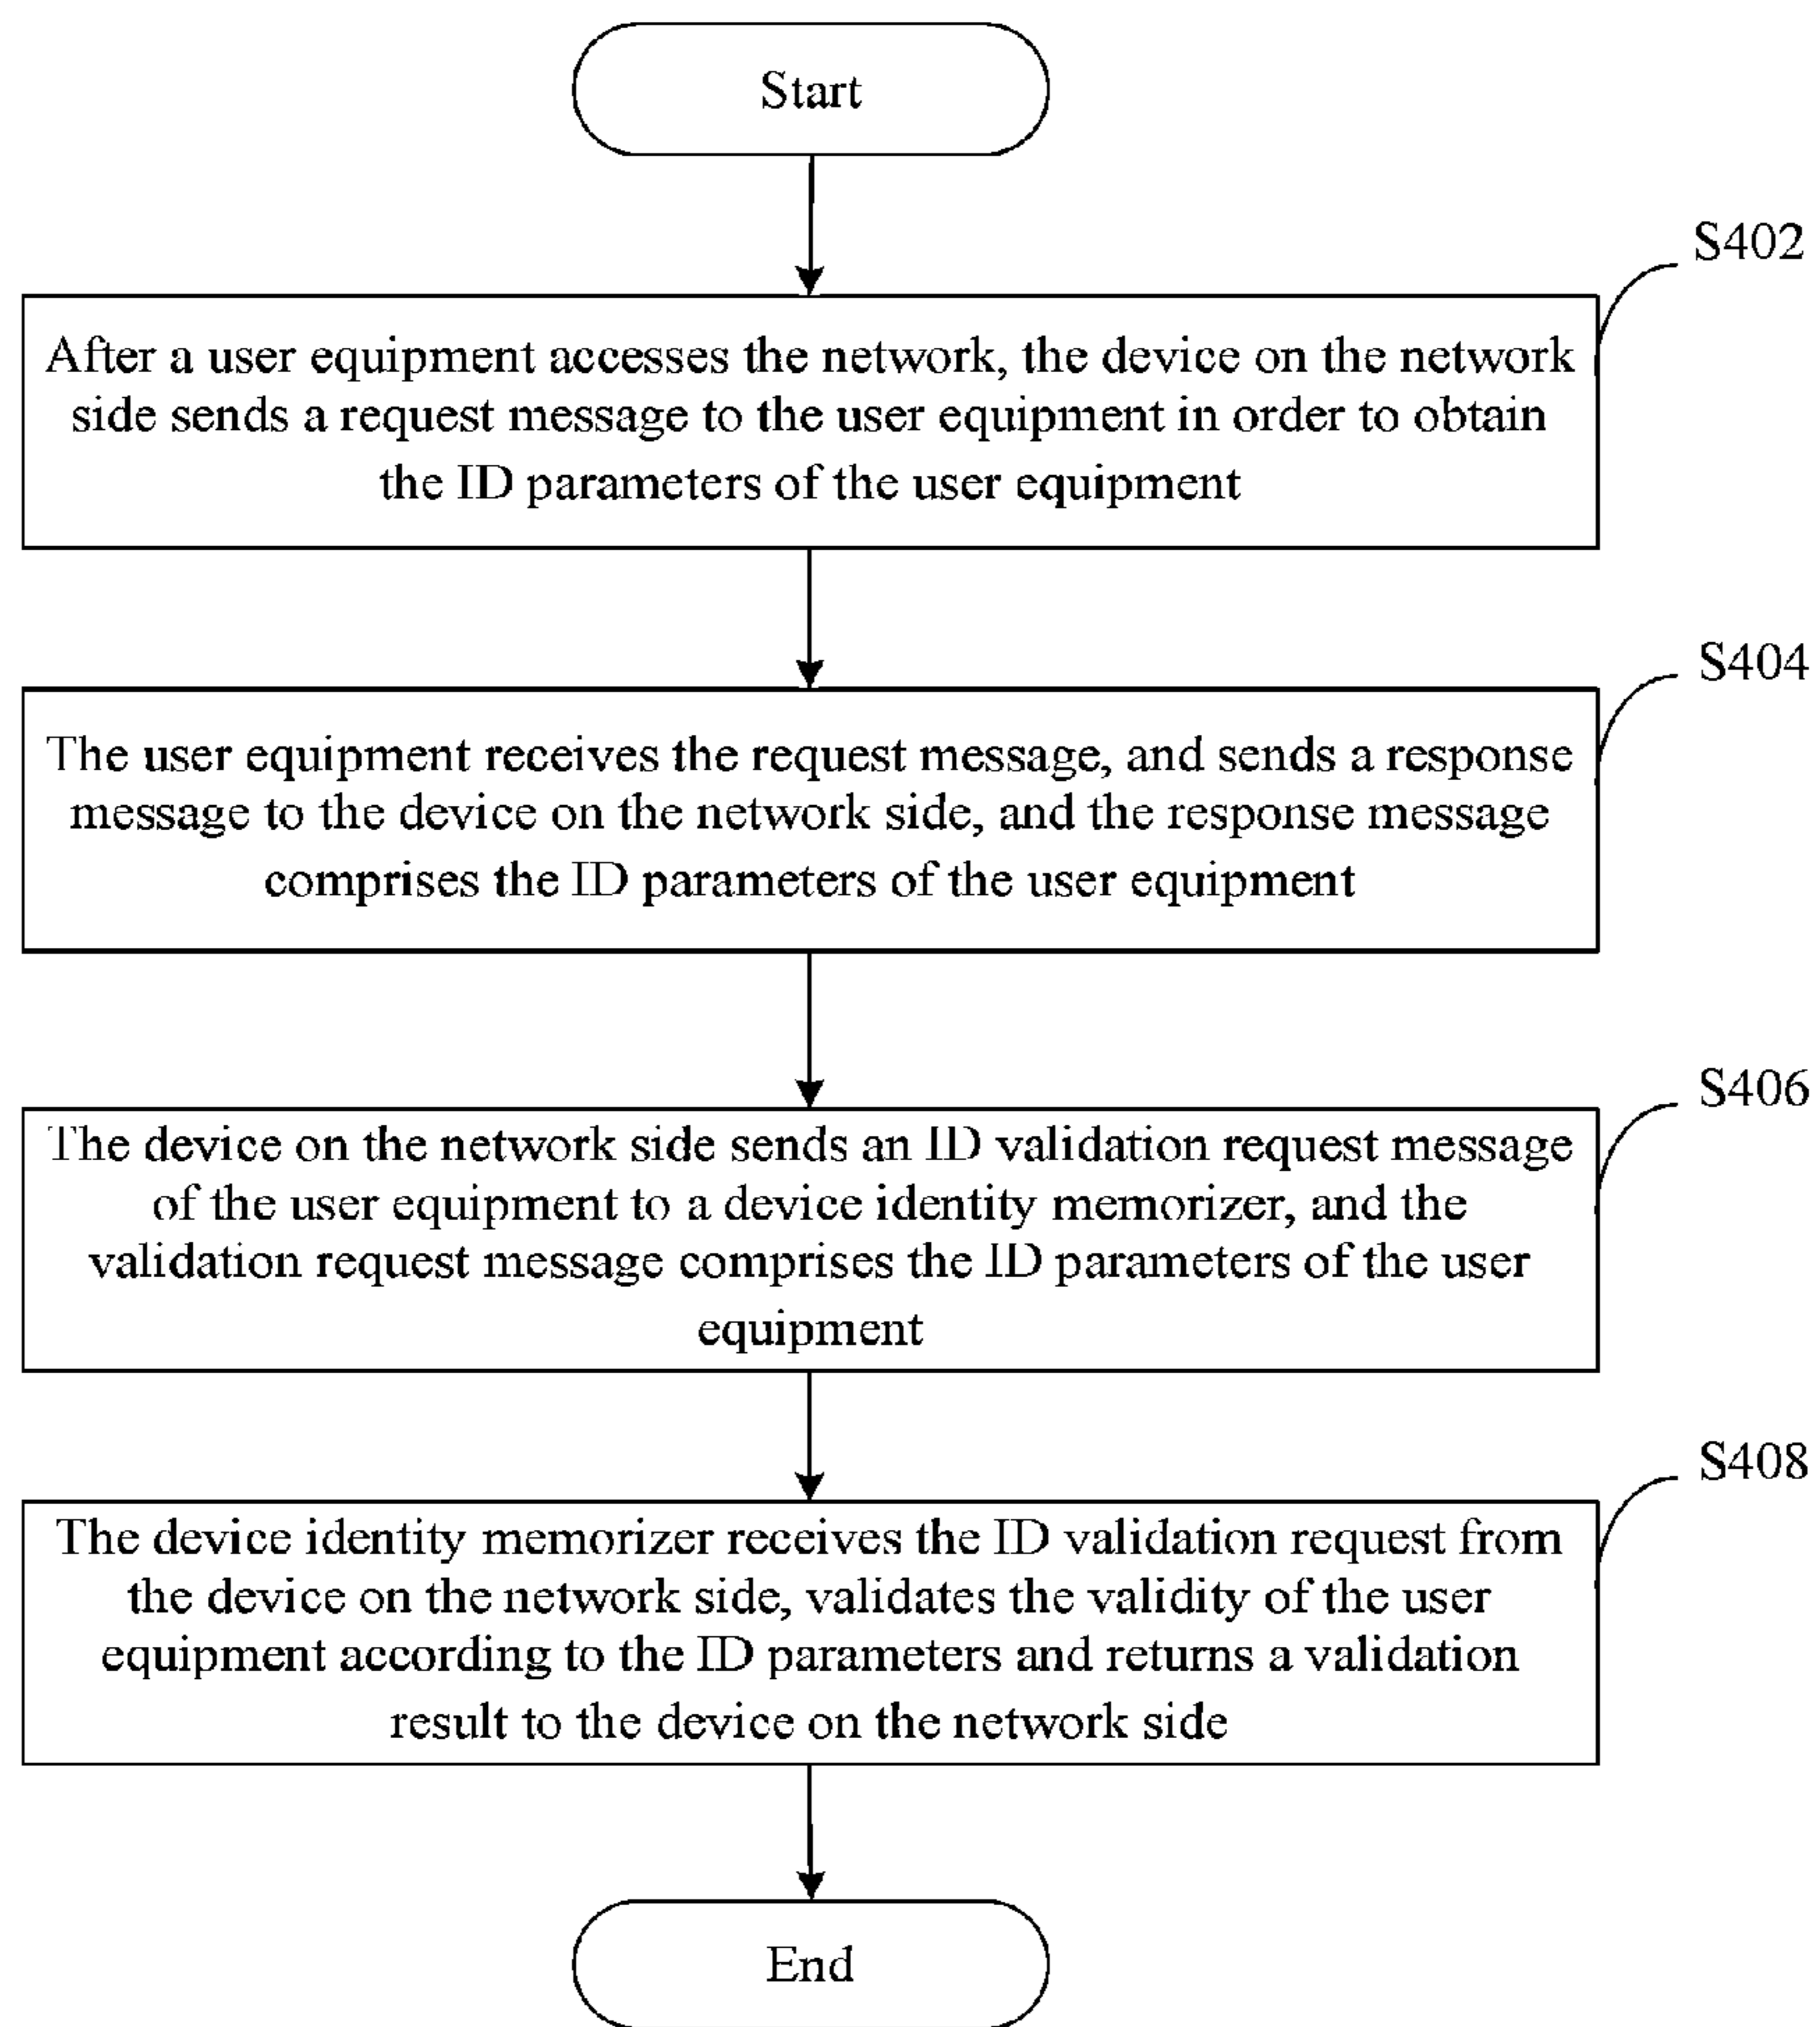 Start
S402
After a user equipment accesses the network, the device on the network
side sends a request message to the user equipment in order to obtain
the ID parameters of the user equipment
S404
The user equipment receives the request message, and sends a response
message to the device on the network side, and the response message
comprises the ID parameters of the user equipment
S406
The device on the network side sends an ID validation request message
of the user equipment to a device identity memorizer, and the
validation request message comprises the ID parameters of the user
equipment
S408
The device identity memorizer receives the ID validation request from
the device on the network side, validates the validity of the user
equipment according to the ID parameters and returns a validation
result to the device on the network side
End